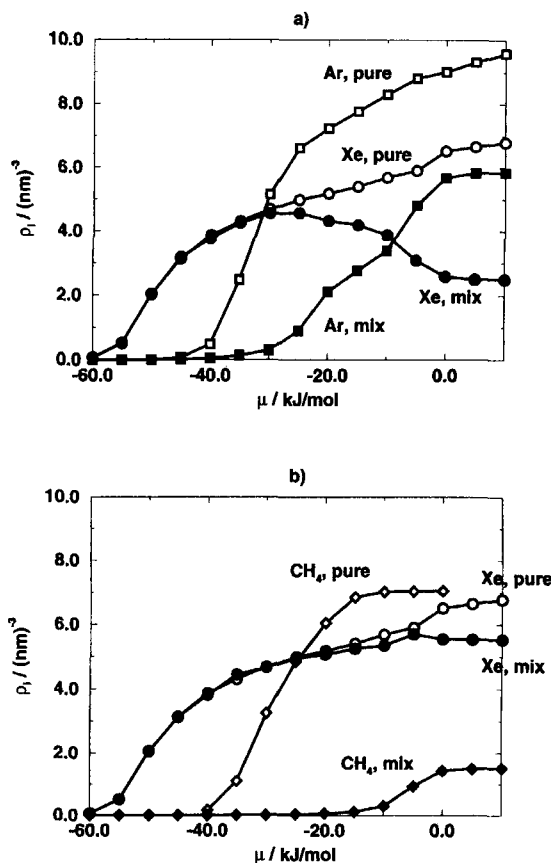 a)
10.0
8.0
6.0
4.0
2.0
0.0
ρi / (nm)-3
Ar, pure
Xe, pure
Xe, mix
Ar, mix
-60.0 -40.0 -20.0 0.0
μ / kJ/mol
b)
10.0
8.0
6.0
4.0
2.0
0.0
ρi / (nm)-3
CH4, pure
Xe, pure
Xe, mix
CH4, mix
-60.0 -40.0 -20.0 0.0
μ / kJ/mol